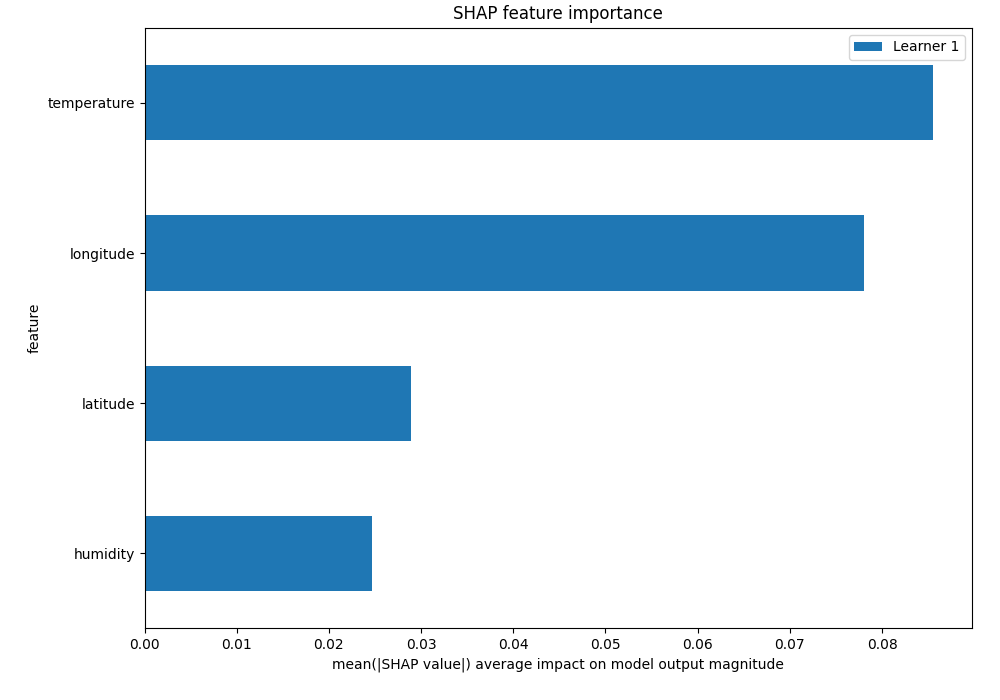 SHAP feature importance
Learner 1
temperature
longitude
latitude
humidity
feature
0.00 0.01 0.02 0.03 0.04 0.05 0.06 0.07 0.08
mean(|SHAP value|) average impact on model output magnitude